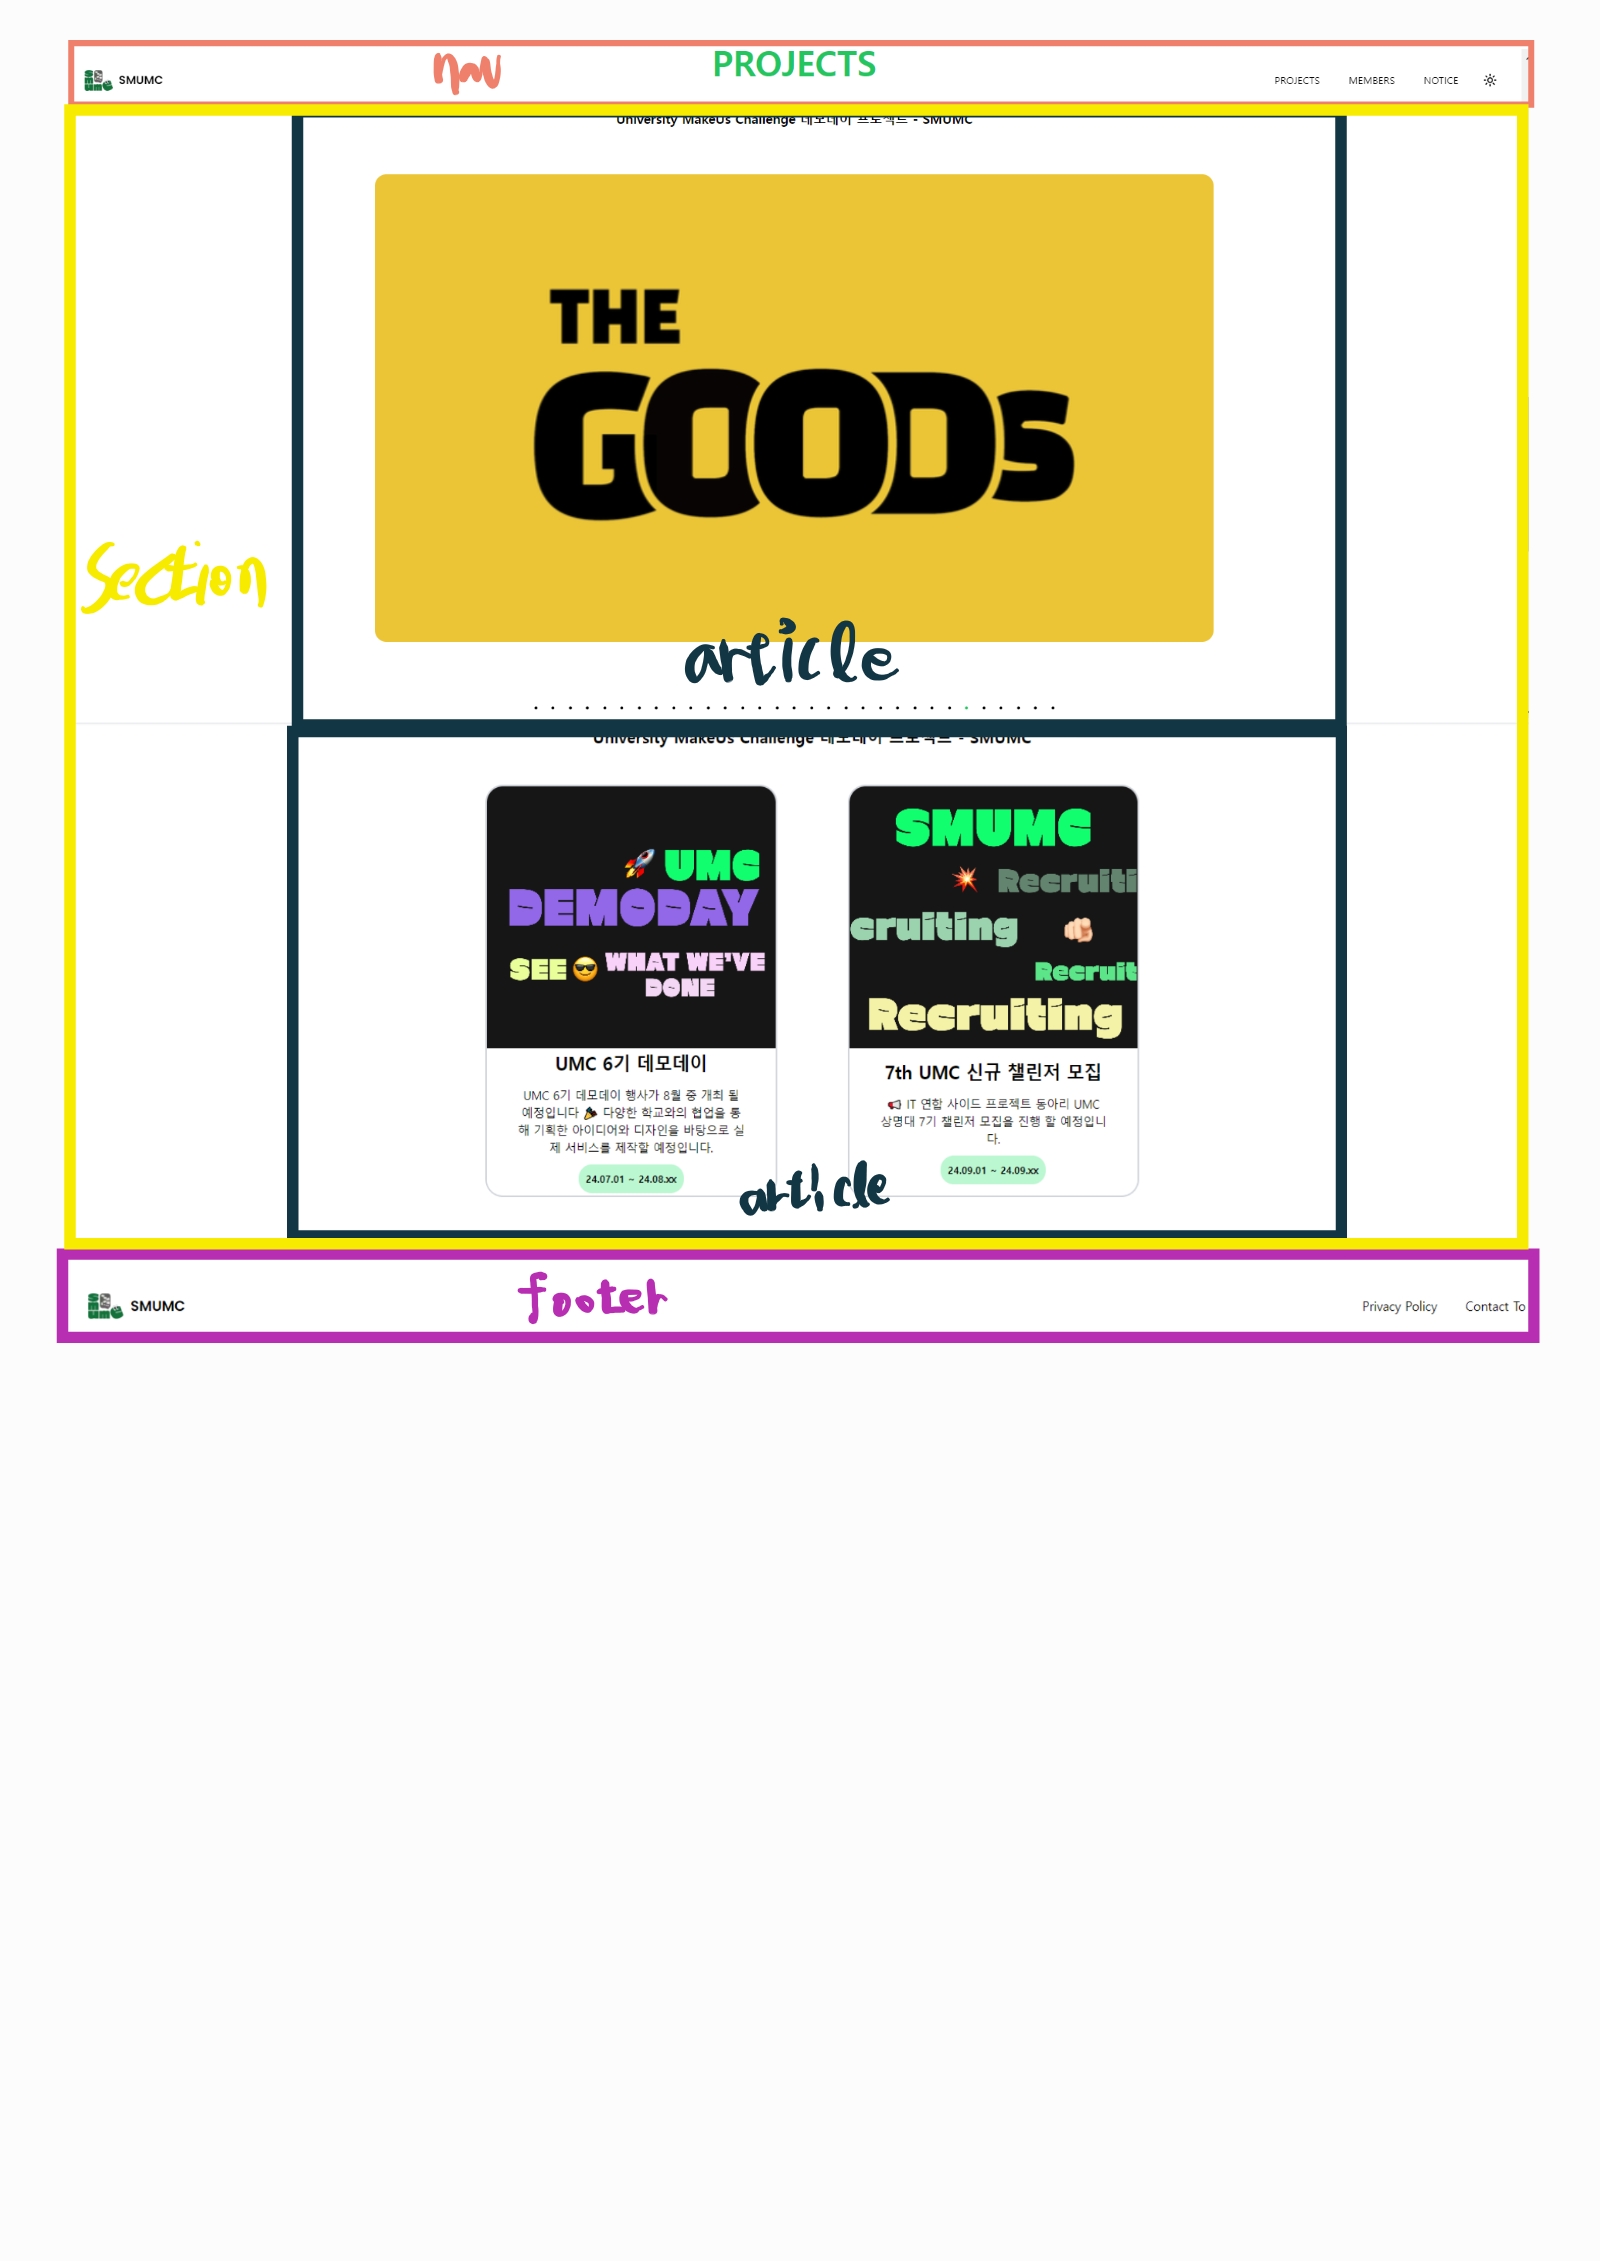 nav
PROJECTS
SMUMC
PROJECTS MEMBERS NOTICE
University MakeUs Challenge 데모데이 프로젝트 - SMUMC
THE
GOODs
Section
article
University MakeUs Challenge 데모데이 프로젝트 - SMUMC
🚀 UMC
DEMODAY
SEE 😎 WHAT WE'VE
DONE
UMC 6기 데모데이
UMC 6기 데모데이 행사가 8월 중 개최 될
예정입니다 🎉 다양한 학교와의 협업을 통
해 기획한 아이디어와 디자인을 바탕으로 실
제 서비스를 제작할 예정입니다.
24.07.01 ~ 24.08.xx
SMUMC
💥 Recruiti
cruiting 🫵🏻
Recruit
Recruiting
7th UMC 신규 챌린저 모집
📢 IT 연합 사이드 프로젝트 동아리 UMC
상명대 7기 챌린저 모집을 진행 할 예정입니
다.
24.09.01 ~ 24.09.xx
article
footer
SMUMC
Privacy Policy Contact To